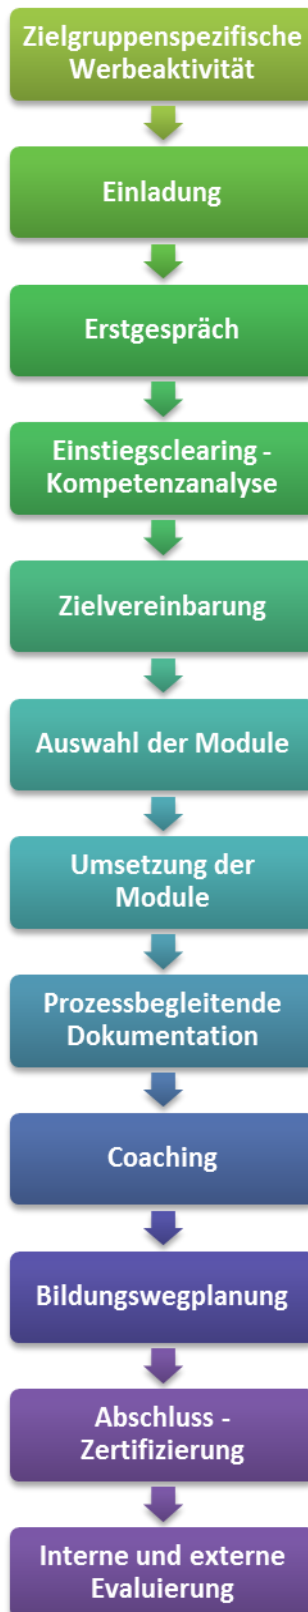 Zielgruppenspezifische
Werbeaktivität
Einladung
Erstgespräch
Einstiegsclearing -
Kompetenzanalyse
Zielvereinbarung
Auswahl der Module
Umsetzung der
Module
Prozessbegleitende
Dokumentation
Coaching
Bildungswegplanung
Abschluss -
Zertifizierung
Interne und externe
Evaluierung